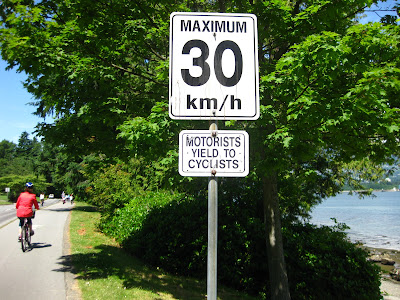 MAXIMUM
30
km/h
MOTORISTS
YIELD TO
CYCLISTS